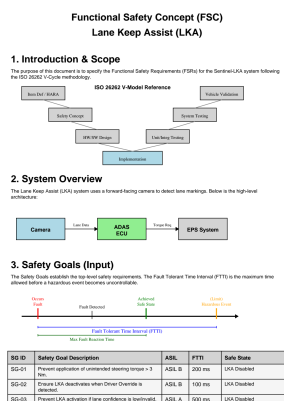 Functional Safety Concept (FSC)
Lane Keep Assist (LKA)
1. Introduction & Scope
The purpose of this document is to specify the Functional Safety Requirements (FSRs) for the Sentinel-LKA system following
the ISO 26262 V-Cycle methodology.
ISO 26262 V-Model Reference
Item Def / HARA
Vehicle Validation
Safety Concept
System Testing
HW/SW Design
Unit/Integ Testing
Implementation
2. System Overview
The Lane Keep Assist (LKA) system uses a forward-facing camera to detect lane markings. Below is the high-level
architecture:
Camera
Lane Data
ADAS
ECU
Torque Req
EPS System
3. Safety Goals (Input)
The Safety Goals establish the top-level safety requirements. The Fault Tolerant Time Interval (FTTI) is the maximum time
allowed before a hazardous event becomes uncontrollable.
Fault
Fault Detected
Achieved
Safe State
Hazardous Event
Fault Tolerant Time Interval (FTTI)
Max Fault Reaction Time
SG ID Safety Goal Description ASIL FTTI Safe State
SG-01 Prevent application of unintended steering torque > 3 Nm. ASIL B 200 ms LKA Disabled
SG-02 Ensure LKA deactivates when Driver Override is detected. ASIL B 100 ms LKA Disabled
SG-03 Prevent LKA activation if lane confidence is low/invalid. ASIL A 500 ms LKA Disabled